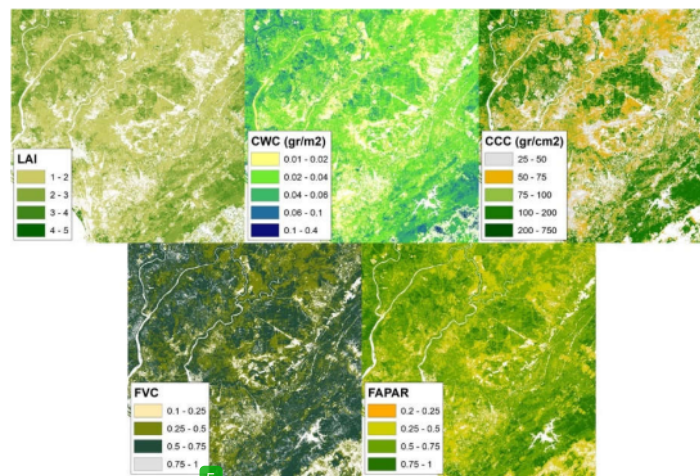 LAI
1 - 2
2 - 3
3 - 4
4 - 5
CWC (gr/m2)
0.01 - 0.02
0.02 - 0.04
0.04 - 0.06
0.06 - 0.1
0.1 - 0.4
CCC (gr/cm2)
25 - 50
50 - 75
75 - 100
100 - 200
200 - 750
FVC
0.1 - 0.25
0.25 - 0.5
0.5 - 0.75
0.75 - 1
FAPAR
0.2 - 0.25
0.25 - 0.5
0.5 - 0.75
0.75 - 1